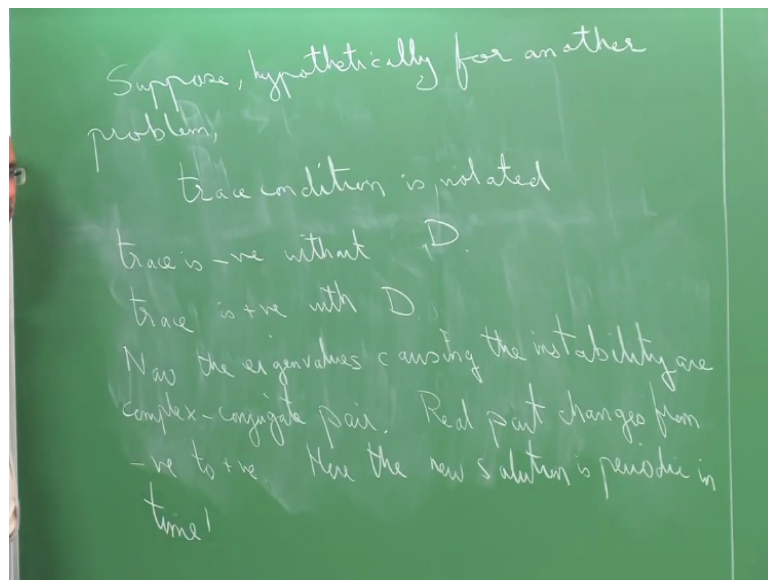 Suppose, hypothetically for another
problem,
trace condition is violated
trace is -ve without D.
trace is +ve with D.
Now the eigenvalues causing the instability are
complex-conjugate pair. Real part changes from
-ve to +ve. Here the new solution is periodic in
time!